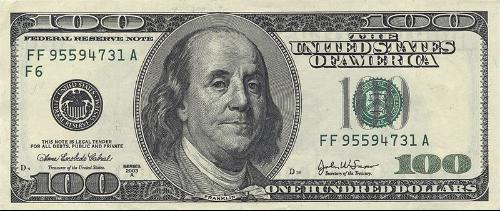 100 100
FEDERAL RESERVE NOTE
THE
UNITED STATES
OF AMERICA
FF 95594731 A
F6
100
FF 95594731 A
THIS NOTE IS LEGAL TENDER
FOR ALL DEBTS, PUBLIC AND PRIVATE
Treasurer of the United States.
SERIES
2003
A
Secretary of the Treasury.
100
100
FRANKLIN
ONE HUNDRED DOLLARS